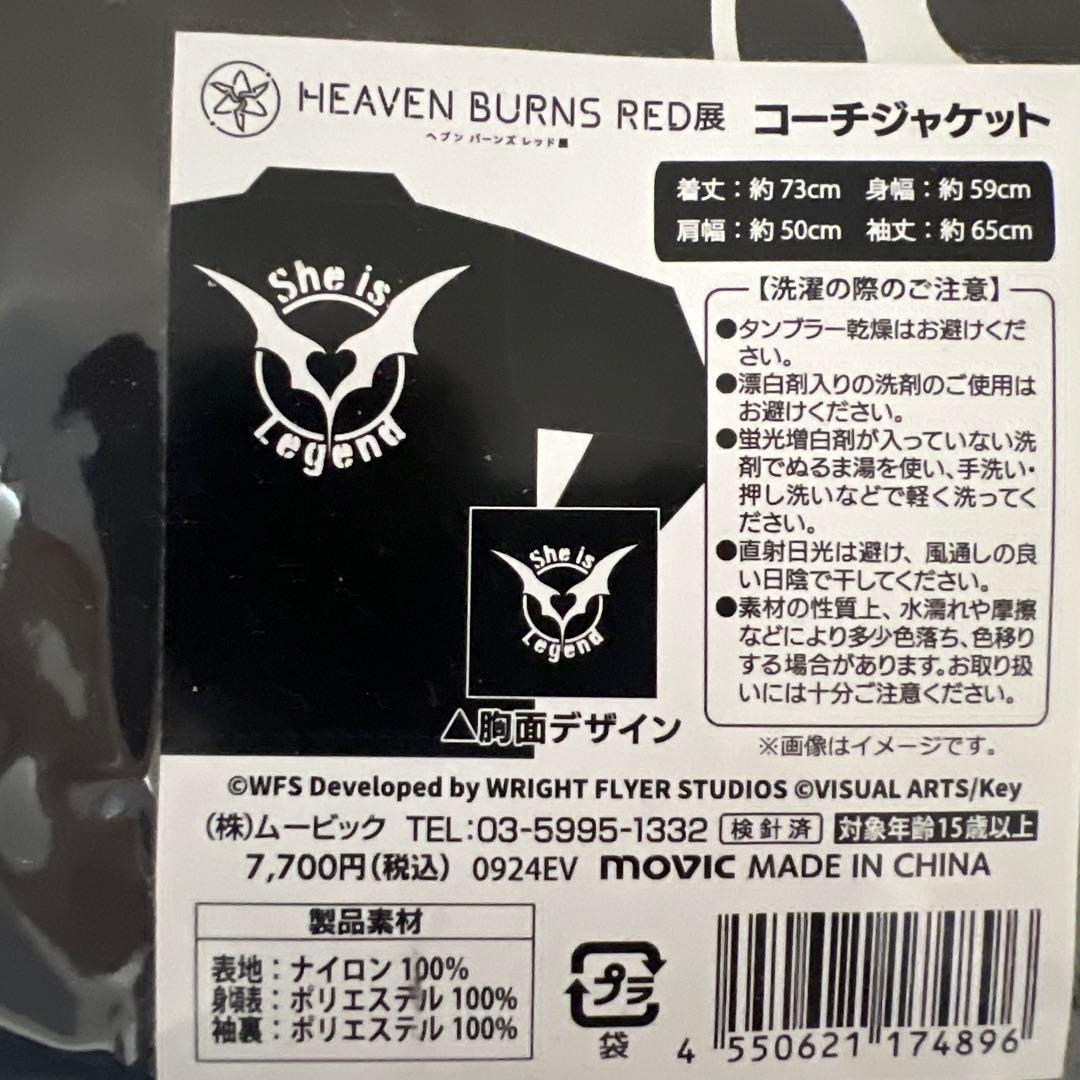 HEAVEN BURNS RED展 コーチジャケット
ヘブン バーンズ レッド展
着丈：約73cm 身幅：約59cm
肩幅：約50cm 袖丈：約65cm
【洗濯の際のご注意】
●タンブラー乾燥はお避けくだ
さい。
●漂白剤入りの洗剤のご使用は
お避けください。
●蛍光増白剤が入っていない洗
剤でぬるま湯を使い、手洗い・
押し洗いなどで軽く洗ってく
ださい。
●直射日光は避け、風通しの良
い日陰で干してください。
●素材の性質上、水濡れや摩擦
などにより多少色落ち、色移り
する場合があります。お取り扱
いには十分ご注意ください。
※画像はイメージです。
She is
Legend
She is
Legend
△胸面デザイン
©WFS Developed by WRIGHT FLYER STUDIOS ©VISUAL ARTS/Key
(株)ムービック TEL:03-5995-1332 検針済 対象年齢15歳以上
7,700円(税込) 0924EV movic MADE IN CHINA
製品素材
表地：ナイロン 100%
身頃表：ポリエステル 100%
袖裏：ポリエステル 100%
プラ
袋
4 550621 174896